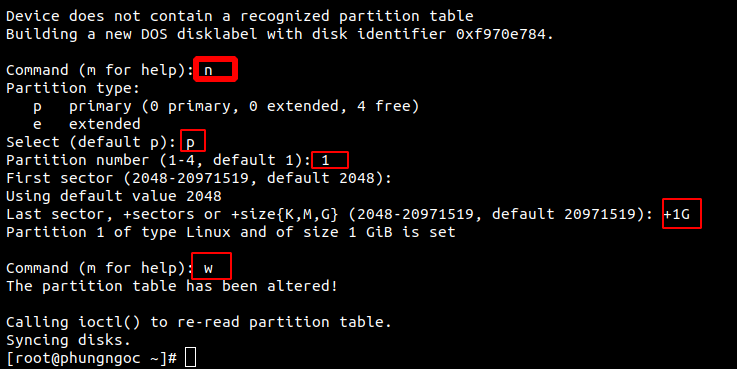 Device does not contain a recognized partition table
Building a new DOS disklabel with disk identifier 0xf970e784.
Command (m for help): n
Partition type:
   p   primary (0 primary, 0 extended, 4 free)
   e   extended
Select (default p): p
Partition number (1-4, default 1): 1
First sector (2048-20971519, default 2048):
Using default value 2048
Last sector, +sectors or +size{K,M,G} (2048-20971519, default 20971519): +1G
Partition 1 of type Linux and of size 1 GiB is set
Command (m for help): w
The partition table has been altered!
Calling ioctl() to re-read partition table.
Syncing disks.
[root@phungngoc ~]#